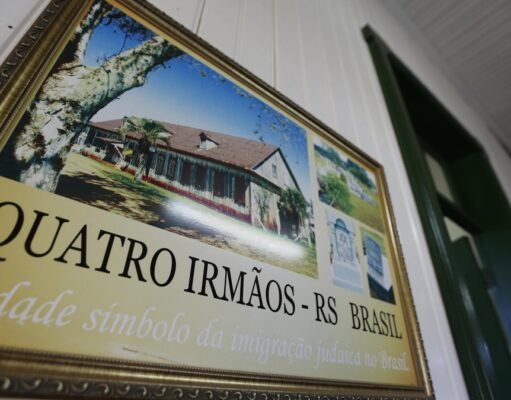 QUATRO IRMÃOS - RS BRASIL
dade símbolo da imigração judaica no Brasil.